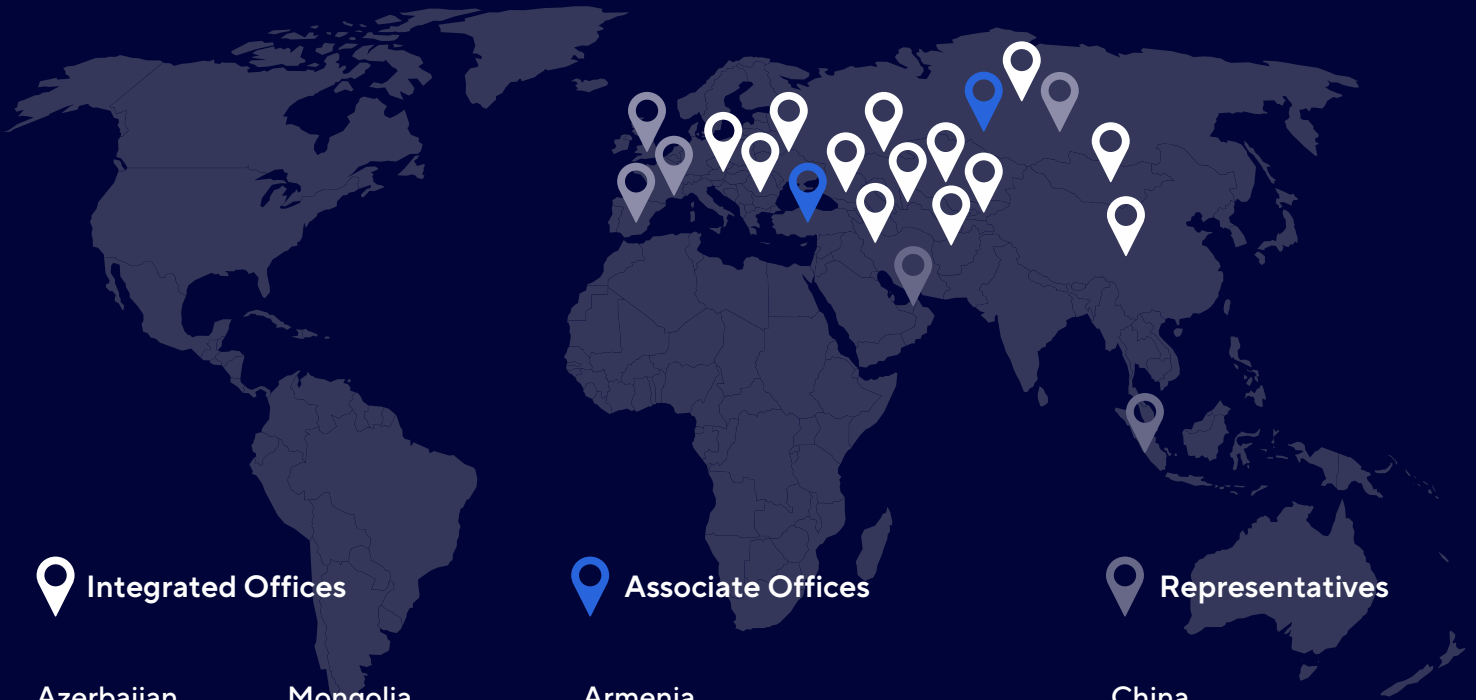 Integrated Offices
Associate Offices
Representatives
Azerbaijan
Mongolia
Armenia
China